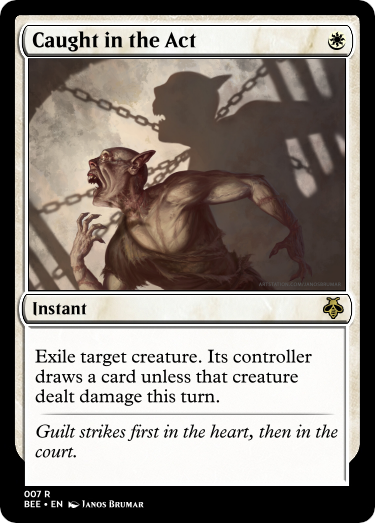 Caught in the Act
Instant
Exile target creature. Its controller
draws a card unless that creature
dealt damage this turn.
Guilt strikes first in the heart, then in the
court.
007 R
BEE • EN Janos Brumar